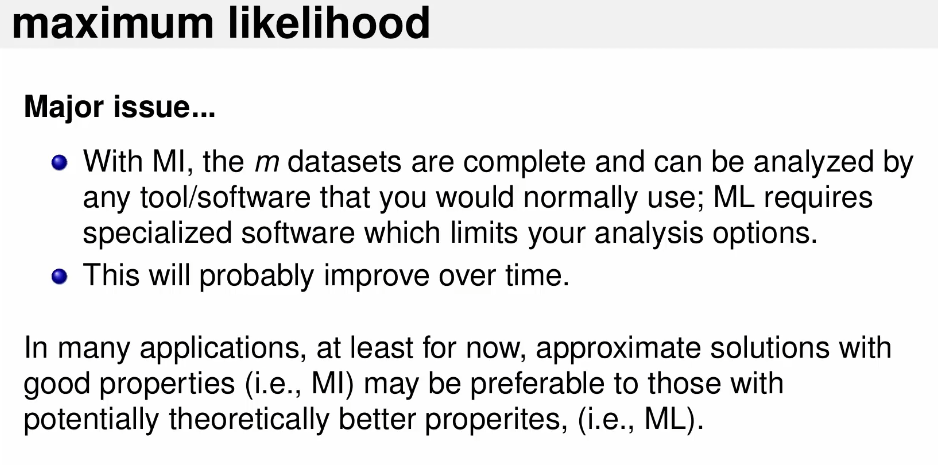 maximum likelihood
Major issue...
With MI, the m datasets are complete and can be analyzed by
any tool/software that you would normally use; ML requires
specialized software which limits your analysis options.
This will probably improve over time.
In many applications, at least for now, approximate solutions with
good properties (i.e., MI) may be preferable to those with
potentially theoretically better properites, (i.e., ML).